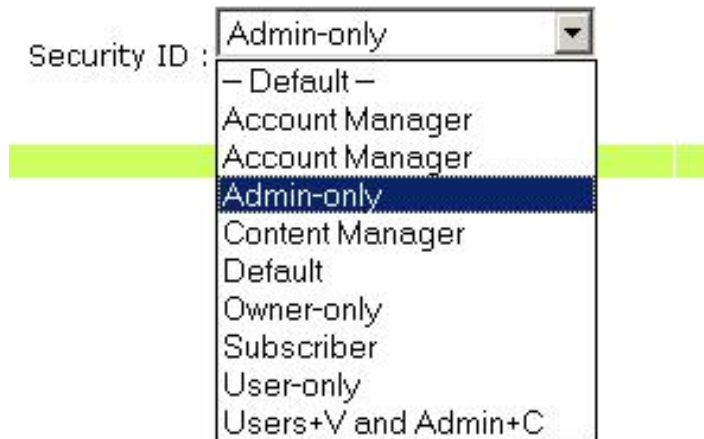 Security ID : Admin-only
– Default –
Account Manager
Account Manager
Admin-only
Content Manager
Default
Owner-only
Subscriber
User-only
Users+V and Admin+C